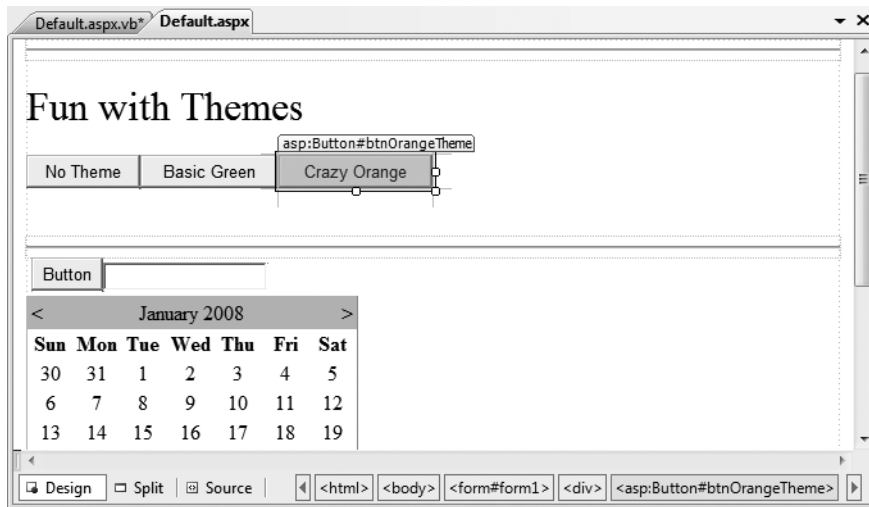 Default.aspx.vb* Default.aspx
Fun with Themes
asp:Button#btnOrangeTheme
No Theme Basic Green Crazy Orange
Button
< January 2008 >
Sun Mon Tue Wed Thu Fri Sat
30 31 1 2 3 4 5
6 7 8 9 10 11 12
13 14 15 16 17 18 19
Design Split Source <html> <body> <form#form1> <div> <asp:Button#btnOrangeTheme>